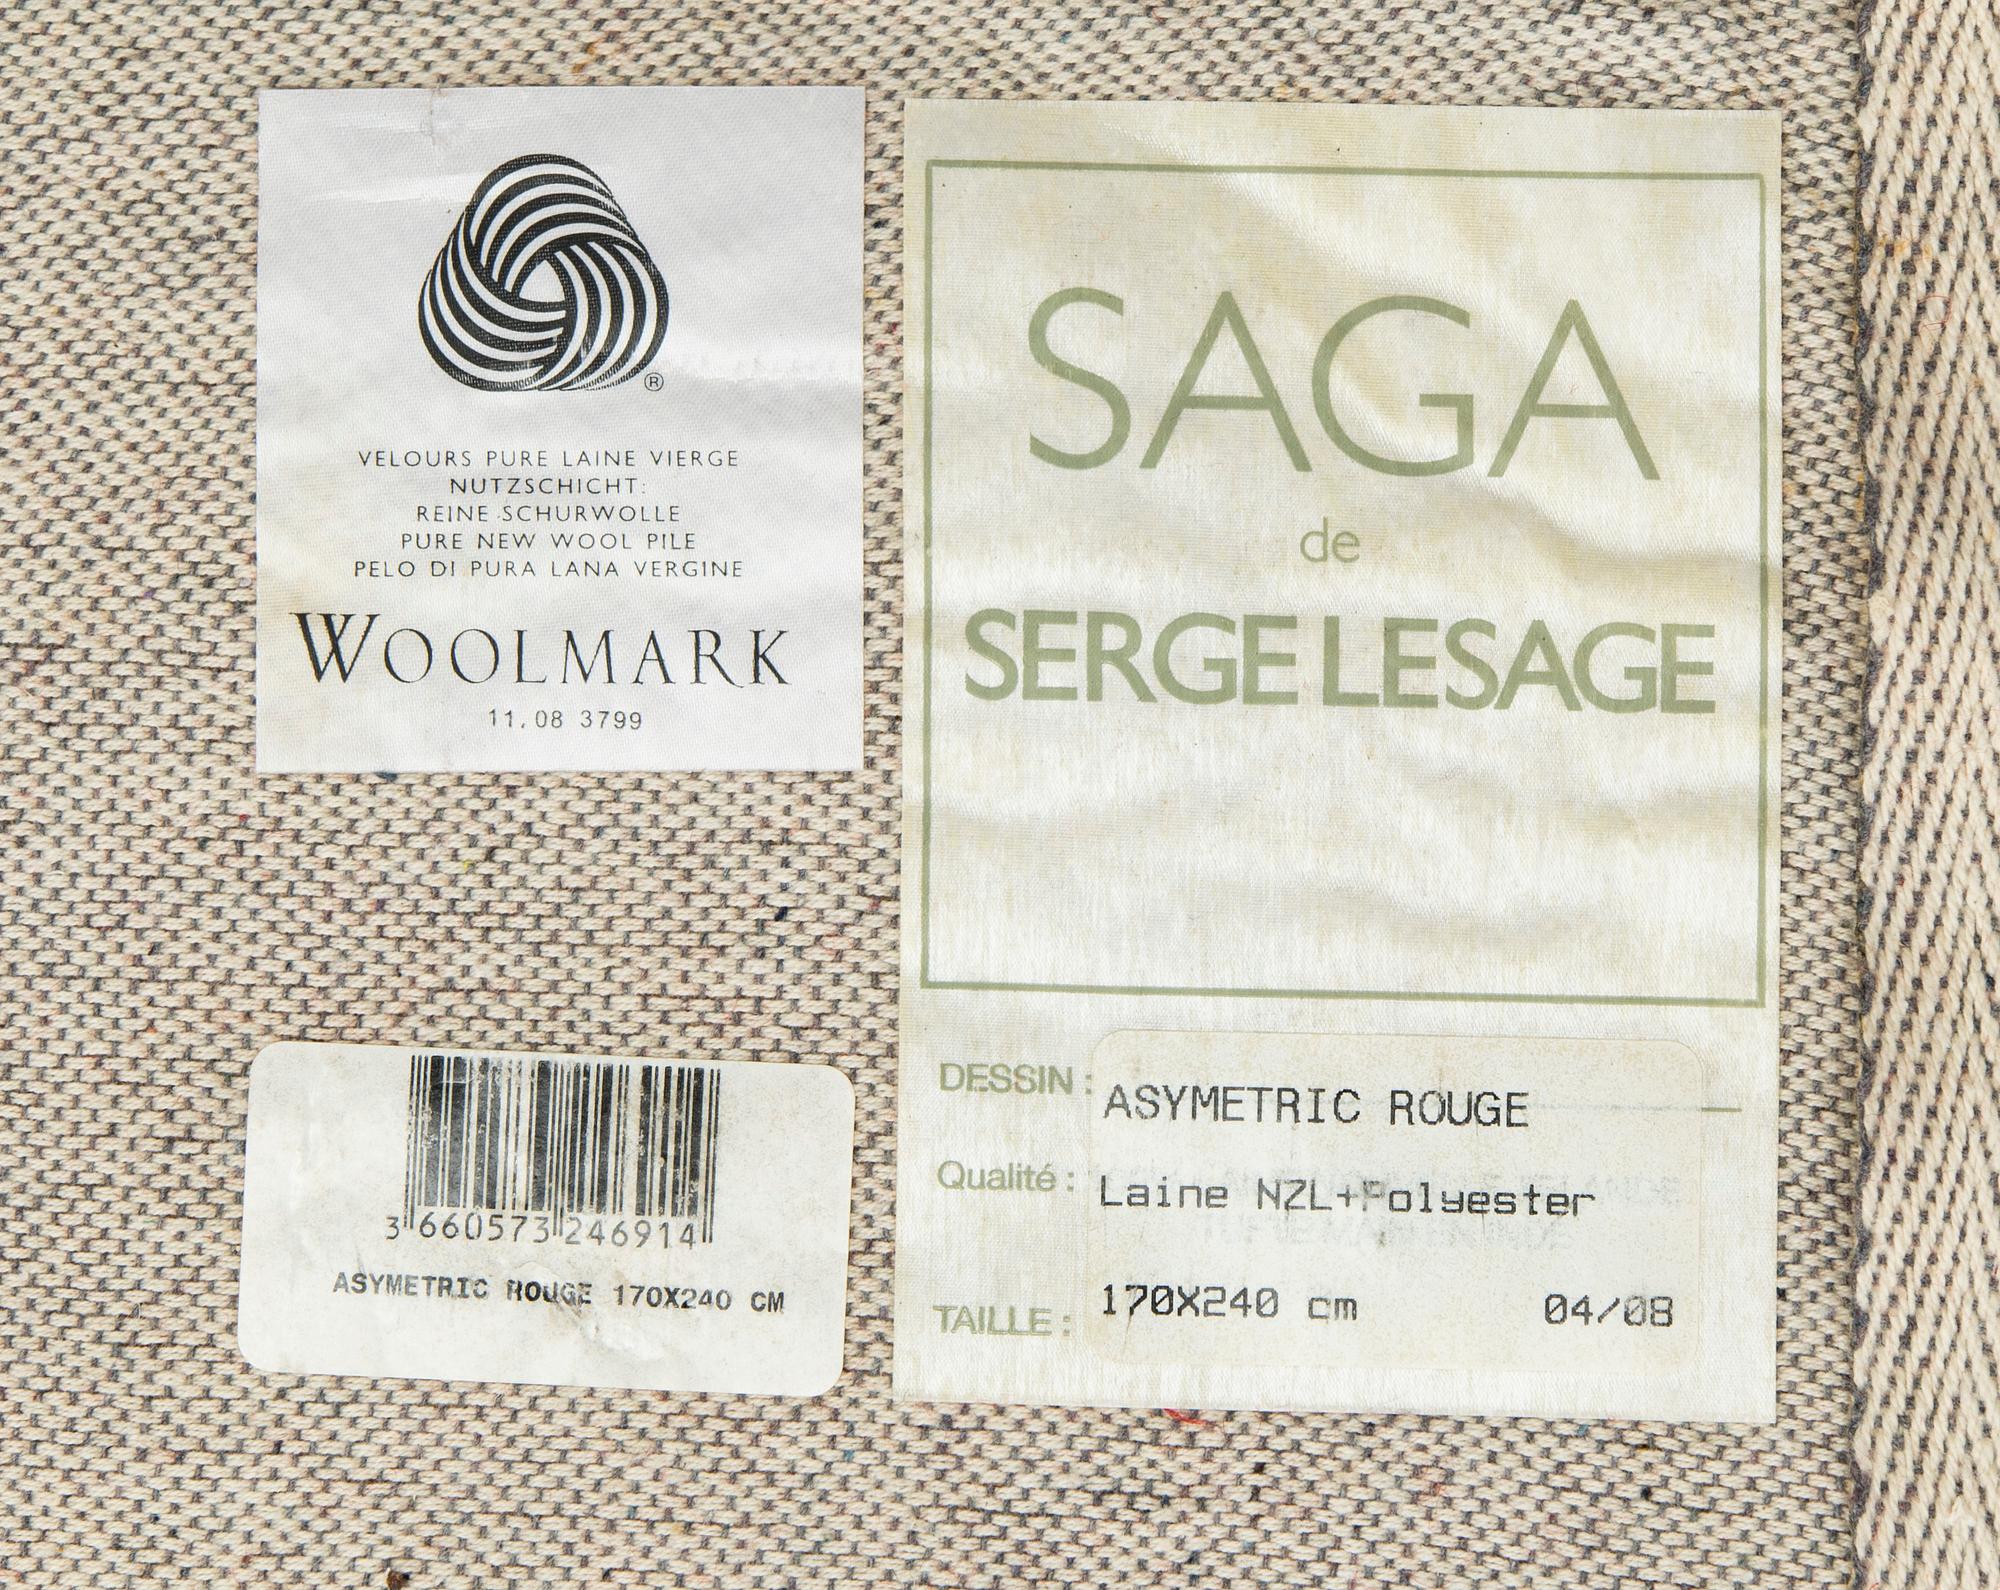 ®
VELOURS PURE LAINE VIERGE
NUTZSCHICHT:
REINE SCHURWOLLE
PURE NEW WOOL PILE
PELO DI PURA LANA VERGINE
WOOLMARK
11.08 3799
SAGA
de
SERGE LESAGE
DESSIN : ASYMETRIC ROUGE
Qualité : Laine NZL+Polyester
TAILLE : 170X240 cm 04/08
3 660573 246914
ASYMETRIC ROUGE 170X240 CM